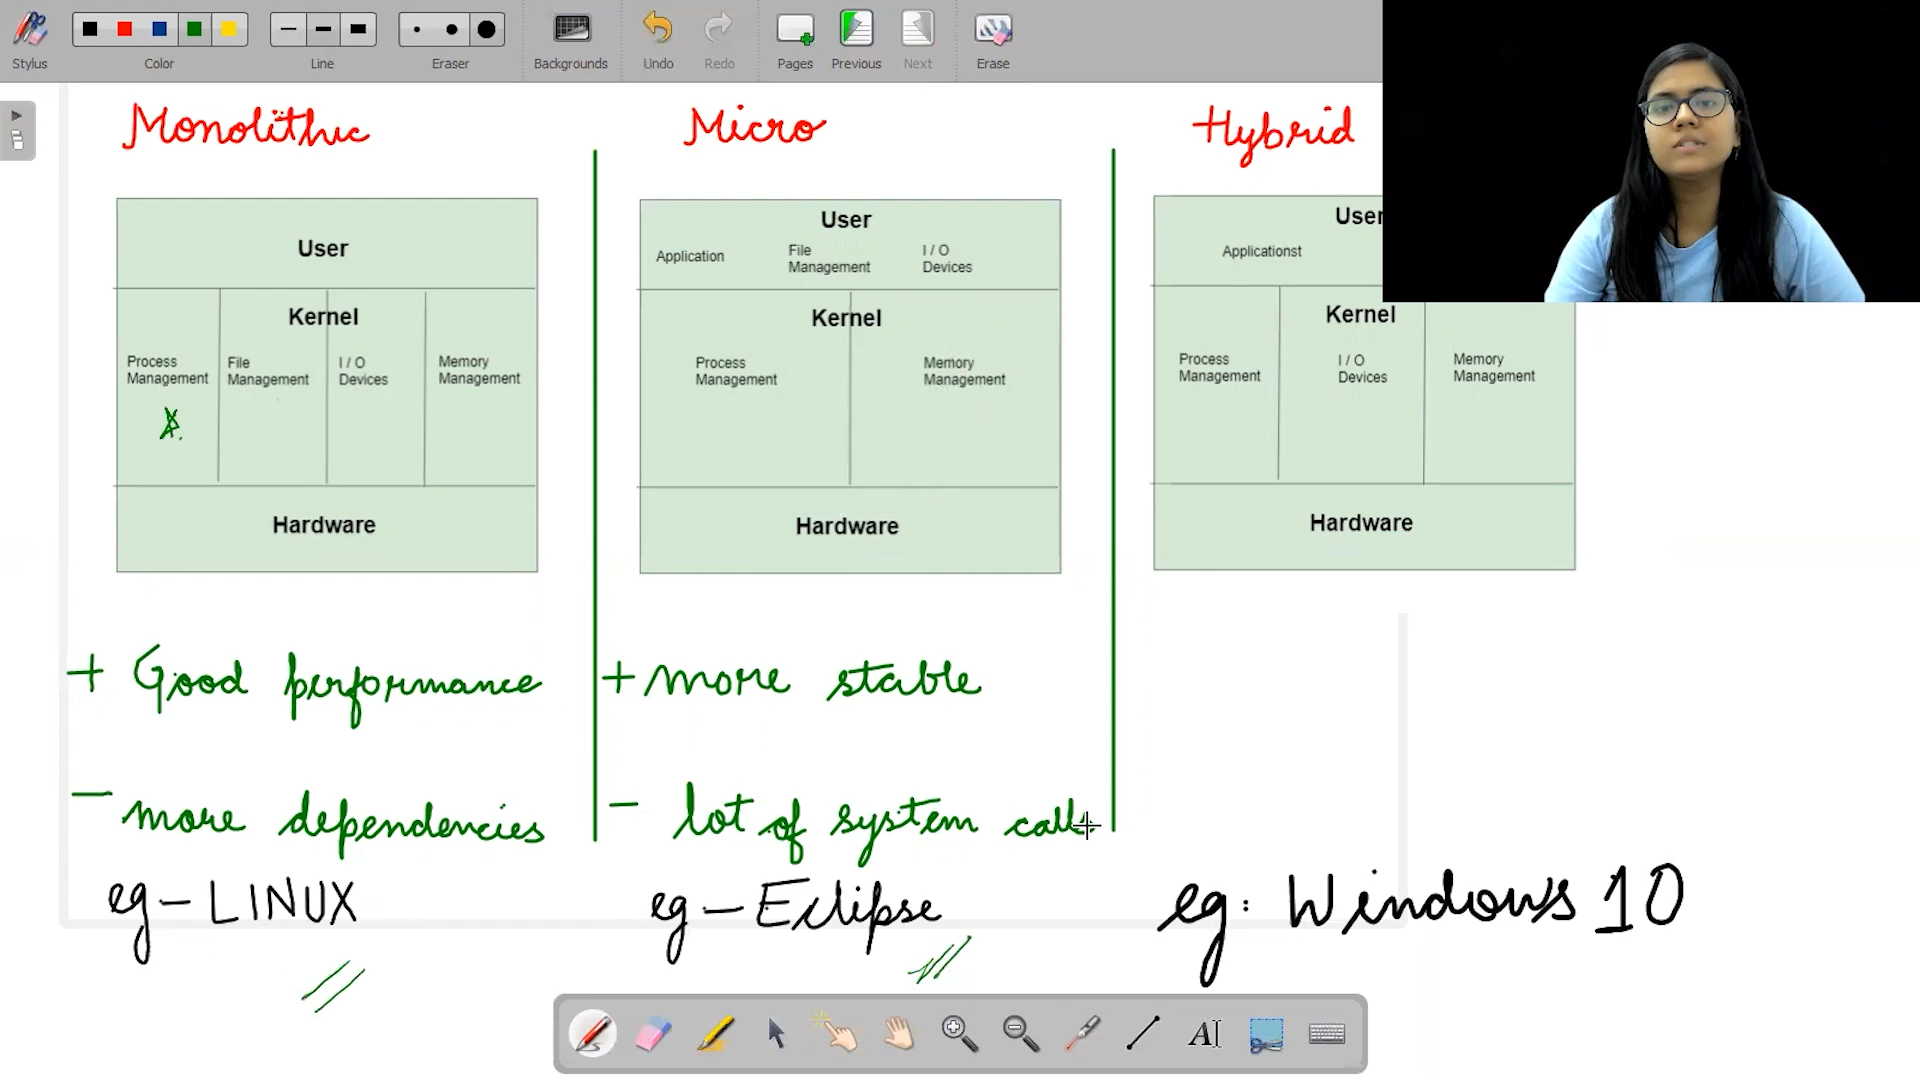 Stylus Color Line Eraser Backgrounds Undo Redo Pages Previous Next Erase
Monolithic
User
Kernel
Process Management
File Management
I / O Devices
Memory Management
Hardware
+ Good performance
- more dependencies
eg - LINUX
Micro
User
Application
File Management
I / O Devices
Kernel
Process Management
Memory Management
Hardware
+ more stable
- lot of system calls
eg - Eclipse
Hybrid
User
Applicationst
Kernel
Process Management
I / O Devices
Memory Management
Hardware
eg: Windows 10